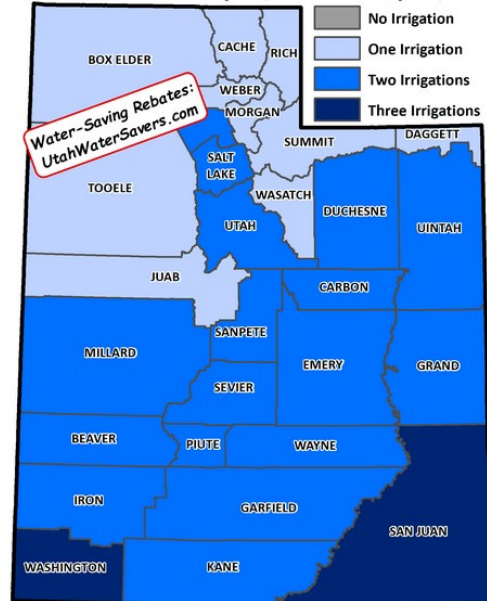 No Irrigation
One Irrigation
Two Irrigations
Three Irrigations
BOX ELDER
CACHE
RICH
WEBER
MORGAN
Water-Saving Rebates:
UtahWaterSavers.com
SUMMIT
DAGGETT
SALT
LAKE
TOOELE
WASATCH
DUCHESNE
UTAH
UINTAH
JUAB
CARBON
SANPETE
MILLARD
EMERY
GRAND
SEVIER
BEAVER
PIUTE
WAYNE
IRON
GARFIELD
SAN JUAN
WASHINGTON
KANE